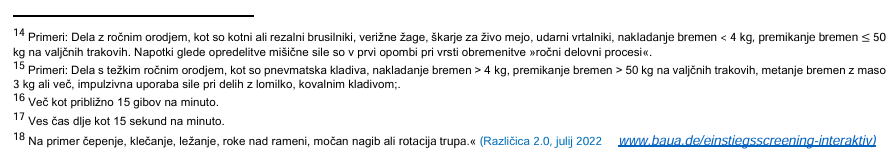 14 Primeri: Dela z ročnim orodjem, kot so kotni ali rezalni brusilniki, verižne žage, škarje za živo mejo, udarni vrtalniki, nakladanje bremen < 4 kg, premikanje bremen ≤ 50
kg na valjčnih trakovih. Napotki glede opredelitve mišične sile so v prvi opombi pri vrsti obremenitve »ročni delovni procesi«.
15 Primeri: Dela s težkim ročnim orodjem, kot so pnevmatska kladiva, nakladanje bremen > 4 kg, premikanje bremen > 50 kg na valjčnih trakovih, metanje bremen z maso
3 kg ali več, impulzivna uporaba sile pri delih z lomilko, kovalnim kladivom;.
16 Več kot približno 15 gibov na minuto.
17 Ves čas dlje kot 15 sekund na minuto.
18 Na primer čepenje, klečanje, ležanje, roke nad rameni, močan nagib ali rotacija trupa.« (Različica 2.0, julij 2022 www.baua.de/einstiegsscreening-interaktiv)